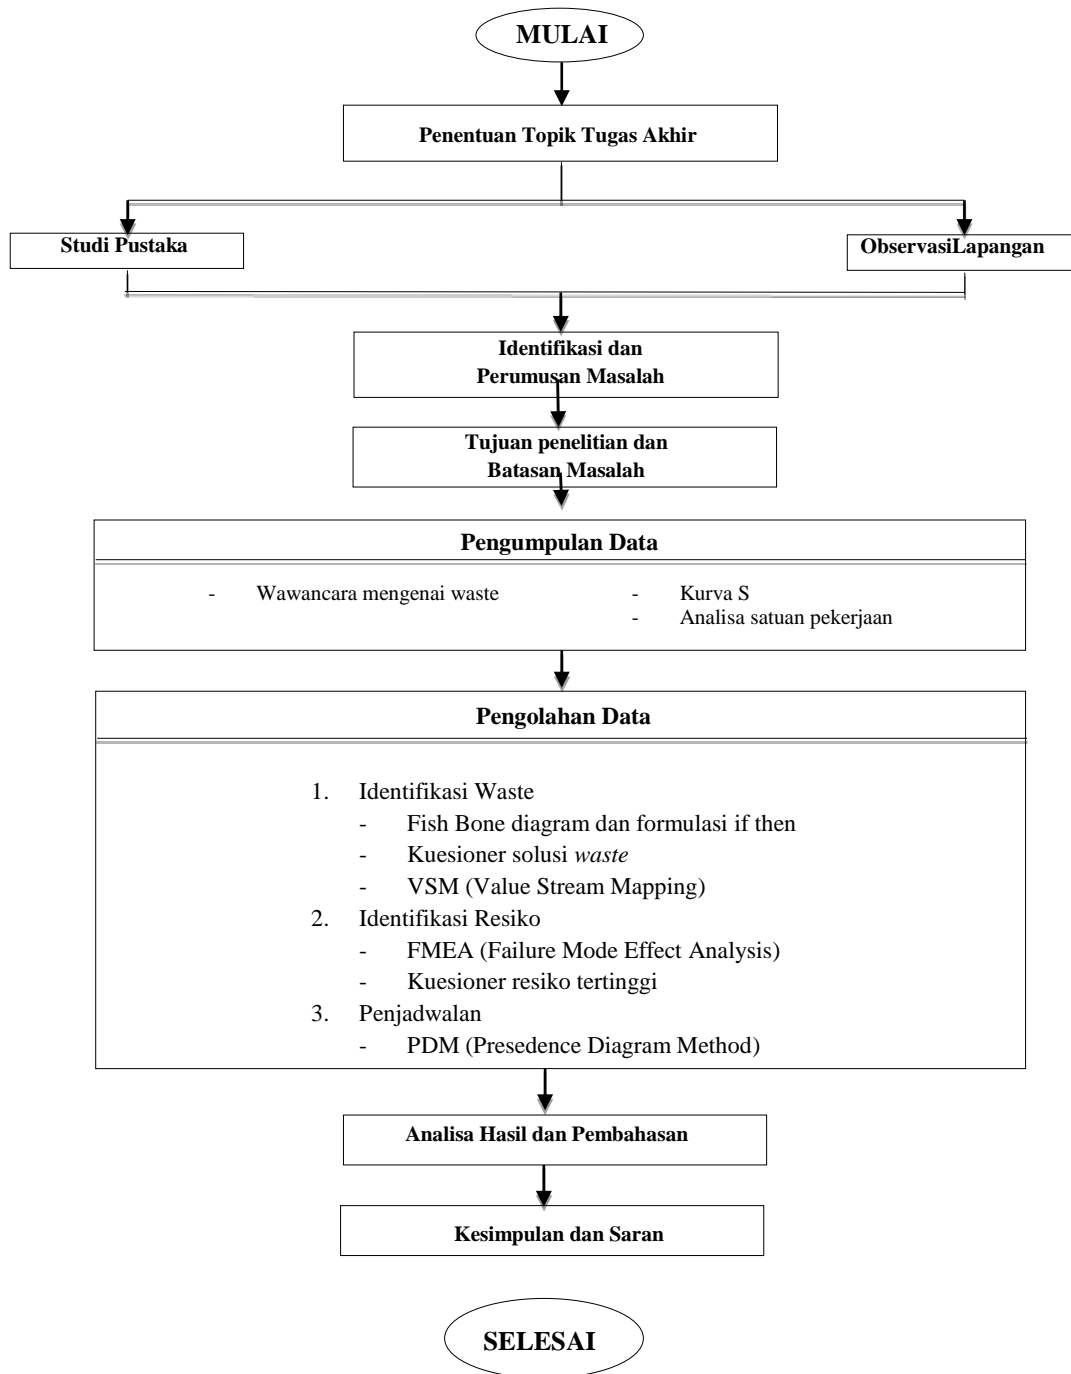 MULAI
Penentuan Topik Tugas Akhir
Studi Pustaka
ObservasiLapangan
Identifikasi dan
Perumusan Masalah
Tujuan penelitian dan
Batasan Masalah
Pengumpulan Data
- Wawancara mengenai waste
- Kurva S
- Analisa satuan pekerjaan
Pengolahan Data
1. Identifikasi Waste
- Fish Bone diagram dan formulasi if then
- Kuesioner solusi waste
- VSM (Value Stream Mapping)
2. Identifikasi Resiko
- FMEA (Failure Mode Effect Analysis)
- Kuesioner resiko tertinggi
3. Penjadwalan
- PDM (Presedence Diagram Method)
Analisa Hasil dan Pembahasan
Kesimpulan dan Saran
SELESAI